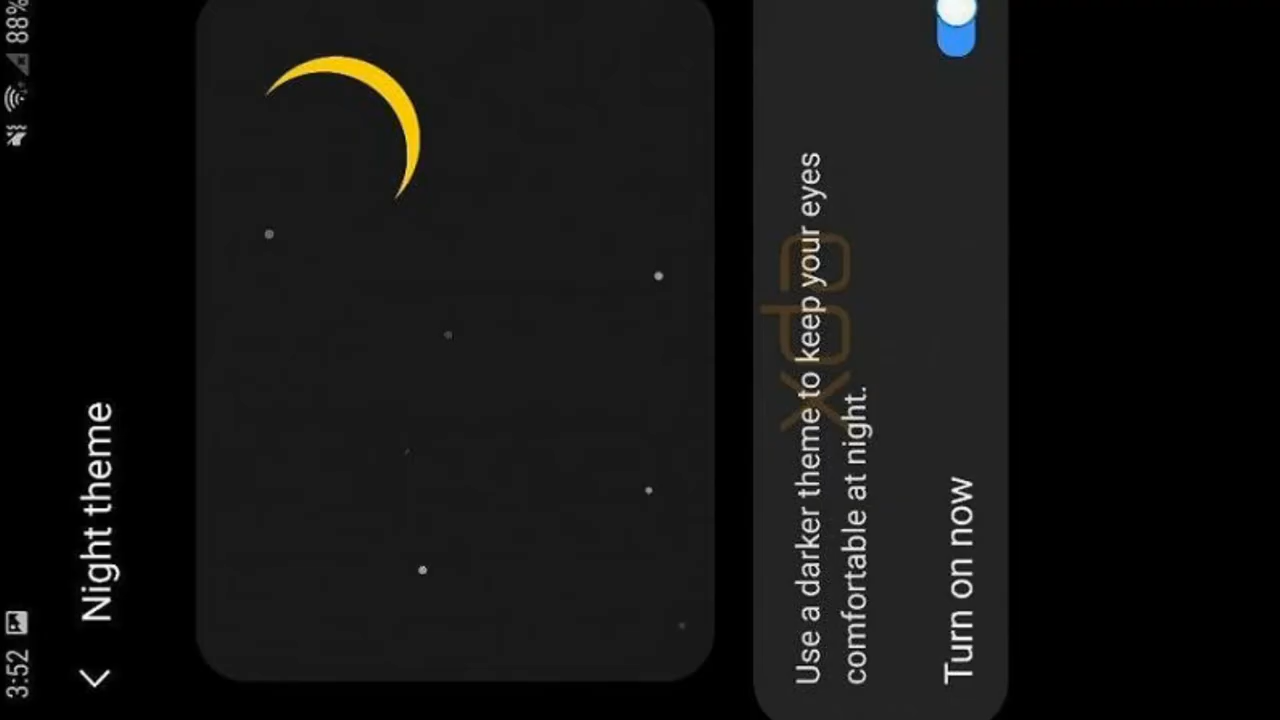 3:52
88%
Night theme
Use a darker theme to keep your eyes
comfortable at night.
xda
Turn on now